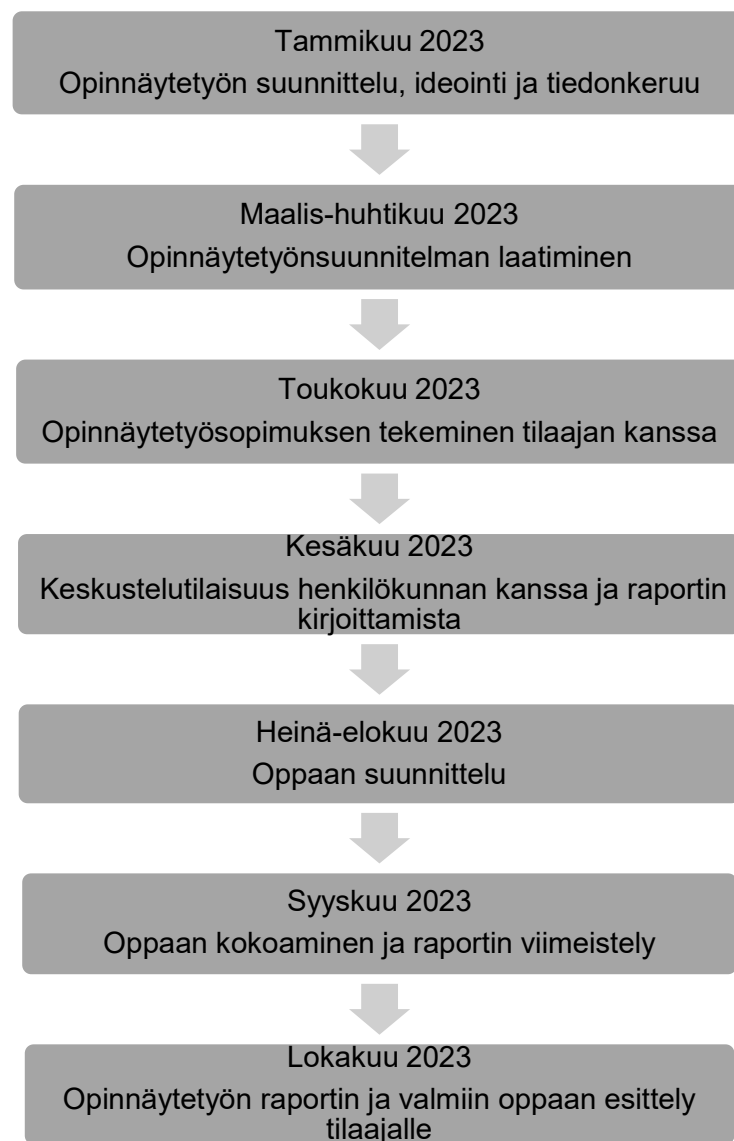 Tammikuu 2023
Opinnäytetyön suunnittelu, ideointi ja tiedonkeruu
Maalis-huhtikuu 2023
Opinnäytetyönsuunnitelman laatiminen
Toukokuu 2023
Opinnäytetyösopimuksen tekeminen tilaajan kanssa
Kesäkuu 2023
Keskustelutilaisuus henkilökunnan kanssa ja raportin
kirjoittamista
Heinä-elokuu 2023
Oppaan suunnittelu
Syyskuu 2023
Oppaan kokoaminen ja raportin viimeistely
Lokakuu 2023
Opinnäytetyön raportin ja valmiin oppaan esittely
tilaajalle